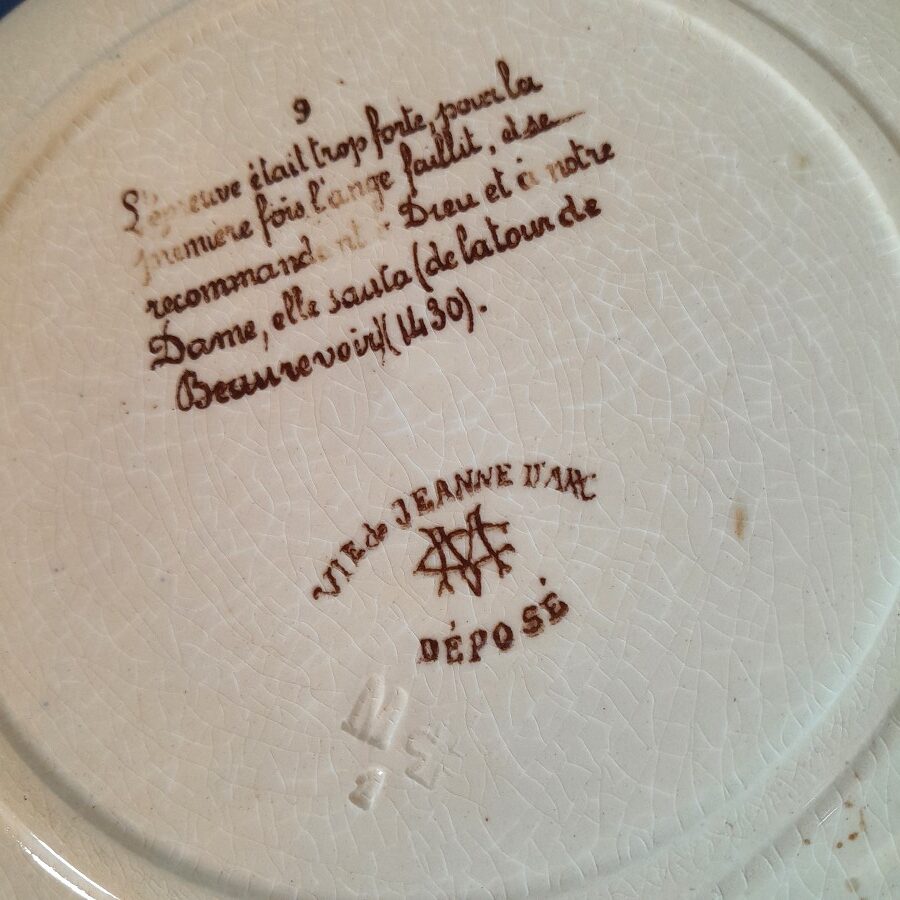 9
L'épreuve était trop forte, pour la
première fois l'ange faillit, et se
recommandant à Dieu et à notre
Dame, elle sauta (de la tour de
Beaurevoir) (1430).
VIE de JEANNE D'ARC
DÉPOSÉ
M